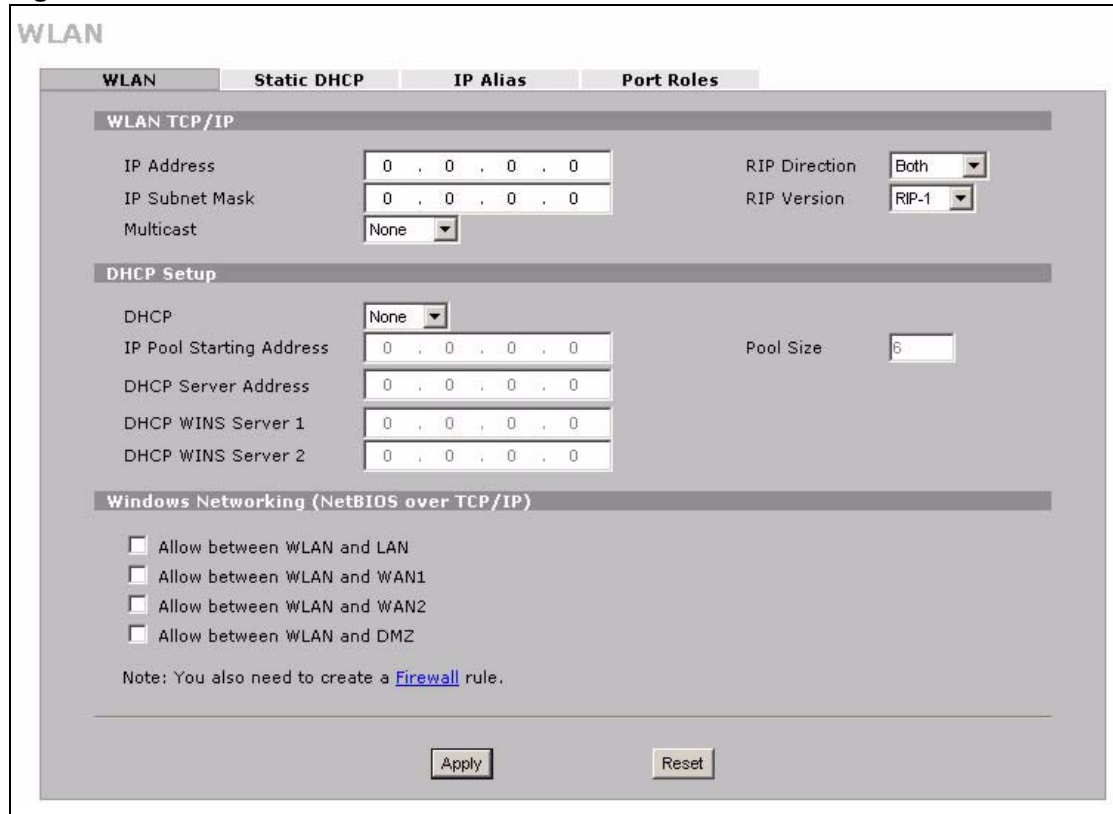 WLAN
WLAN Static DHCP IP Alias Port Roles
WLAN TCP/IP
IP Address 0 . 0 . 0 . 0 RIP Direction Both
IP Subnet Mask 0 . 0 . 0 . 0 RIP Version RIP-1
Multicast None
DHCP Setup
DHCP None
IP Pool Starting Address 0 . 0 . 0 . 0 Pool Size 6
DHCP Server Address 0 . 0 . 0 . 0
DHCP WINS Server 1 0 . 0 . 0 . 0
DHCP WINS Server 2 0 . 0 . 0 . 0
Windows Networking (NetBIOS over TCP/IP)
Allow between WLAN and LAN
Allow between WLAN and WAN1
Allow between WLAN and WAN2
Allow between WLAN and DMZ
Note: You also need to create a Firewall rule.
Apply Reset